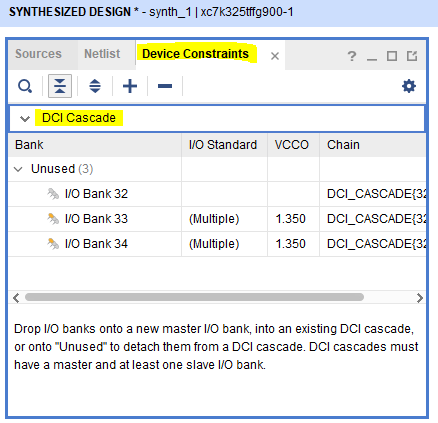 SYNTHESIZED DESIGN * - synth_1 | xc7k325tffg900-1
Sources Netlist Device Constraints
DCI Cascade
Bank I/O Standard VCCO Chain
Unused (3)
I/O Bank 32 DCI_CASCADE{32
I/O Bank 33 (Multiple) 1.350 DCI_CASCADE{32
I/O Bank 34 (Multiple) 1.350 DCI_CASCADE{32
Drop I/O banks onto a new master I/O bank, into an existing DCI cascade,
or onto "Unused" to detach them from a DCI cascade. DCI cascades must
have a master and at least one slave I/O bank.